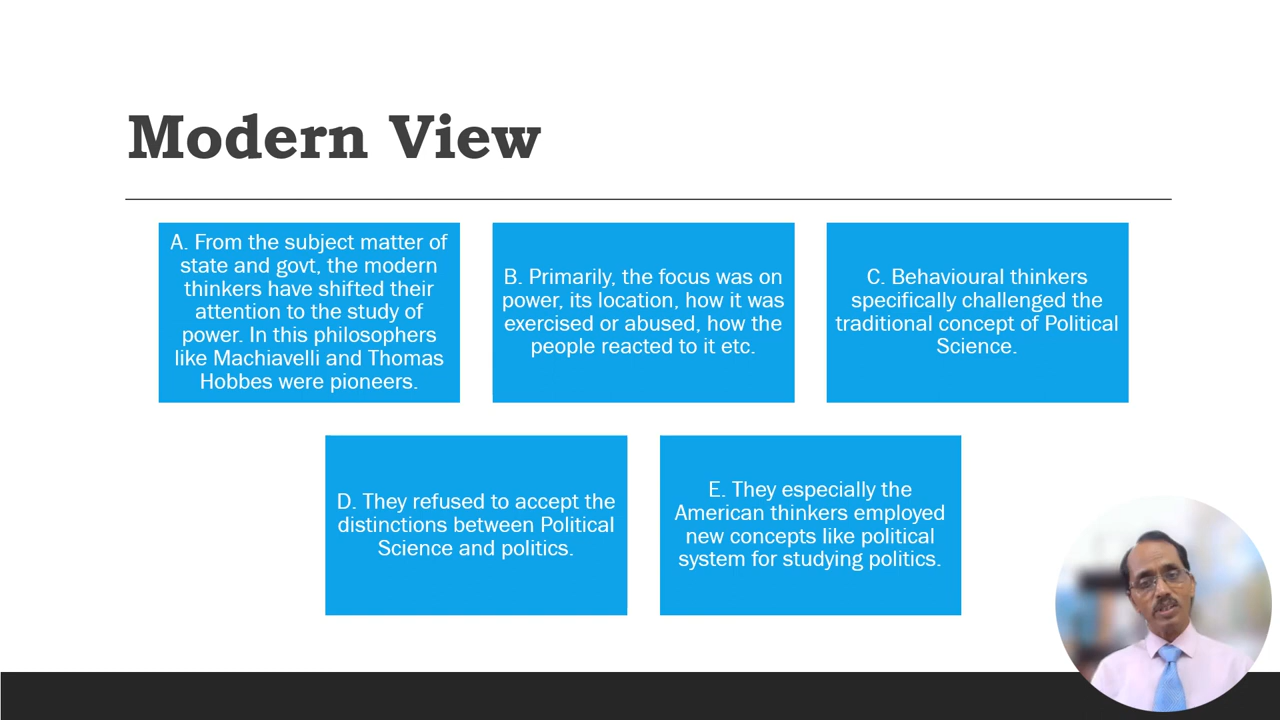 Modern View
A. From the subject matter of
state and govt, the modern
thinkers have shifted their
attention to the study of
power. In this philosophers
like Machiavelli and Thomas
Hobbes were pioneers.
B. Primarily, the focus was on
power, its location, how it was
exercised or abused, how the
people reacted to it etc.
C. Behavioural thinkers
specifically challenged the
traditional concept of Political
Science.
D. They refused to accept the
distinctions between Political
Science and politics.
E. They especially the
American thinkers employed
new concepts like political
system for studying politics.